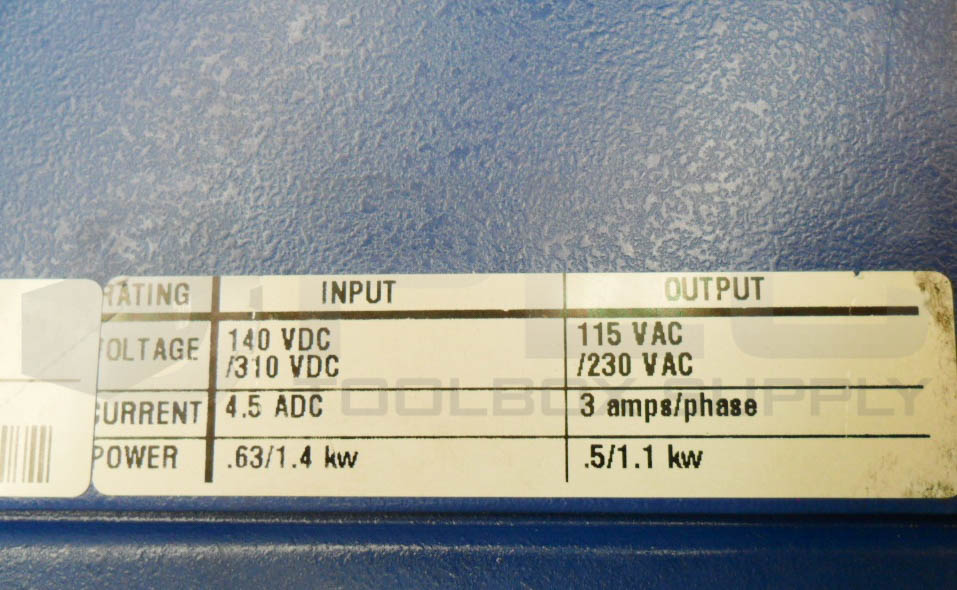 RATING INPUT OUTPUT
VOLTAGE 140 VDC /310 VDC 115 VAC /230 VAC
CURRENT 4.5 ADC 3 amps/phase
POWER .63/1.4 kw .5/1.1 kw
PLC
TOOLBOX SUPPLY